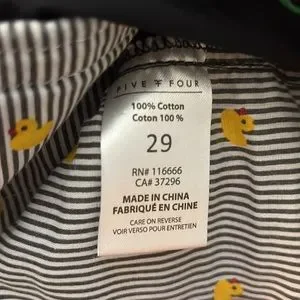 FIVE FOUR
100% Cotton
Coton 100 %
29
RN# 116666
CA# 37296
MADE IN CHINA
FABRIQUÉ EN CHINE
CARE ON REVERSE
VOIR VERSO POUR ENTRETIEN